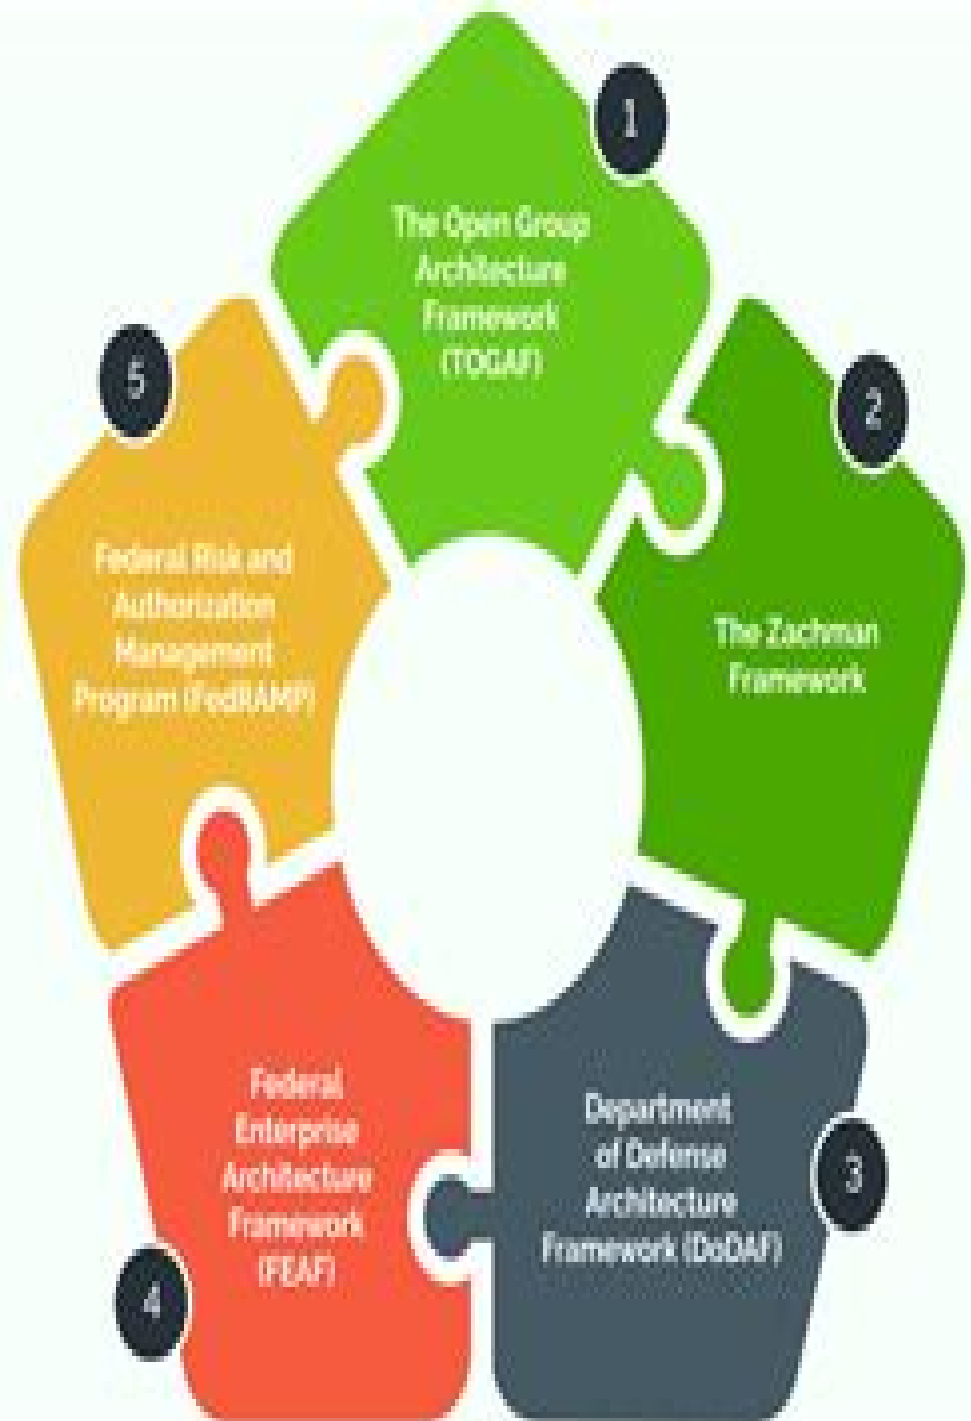 1
The Open Group
Architecture
Framework
(TOGAF)
2
The Zachman
Framework
3
Department
of Defense
Architecture
Framework (DoDAF)
4
Federal
Enterprise
Architecture
Framework
(FEAF)
5
Federal Risk and
Authorization
Management
Program (FedRAMP)